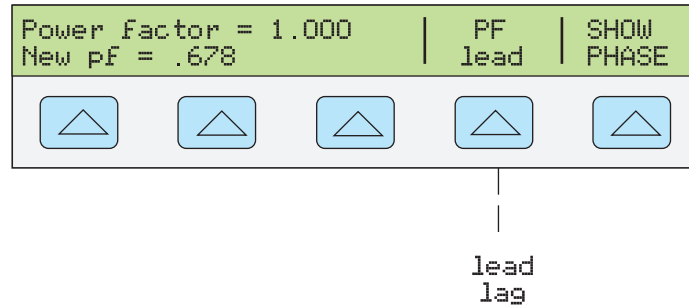 Power factor = 1.000
New pf = .678
PF
lead
SHOW
PHASE
lead
lag